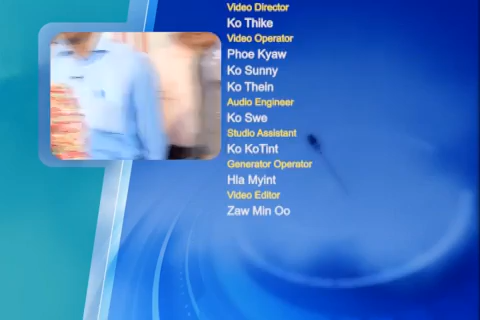 Video Director
Ko Thike
Video Operator
Phoe Kyaw
Ko Sunny
Ko Thein
Audio Engineer
Ko Swe
Studio Assistant
Ko KoTint
Generator Operator
Hla Myint
Video Editor
Zaw Min Oo